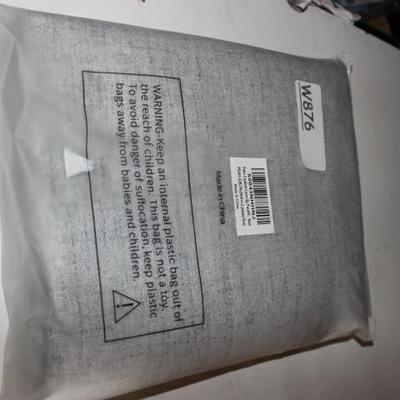 WARNING-Keep an internal plastic bag out of
the reach of children. This bag is not a toy.
To avoid danger of suffocation, keep plastic
bags away from babies and children.
Made in China
W876